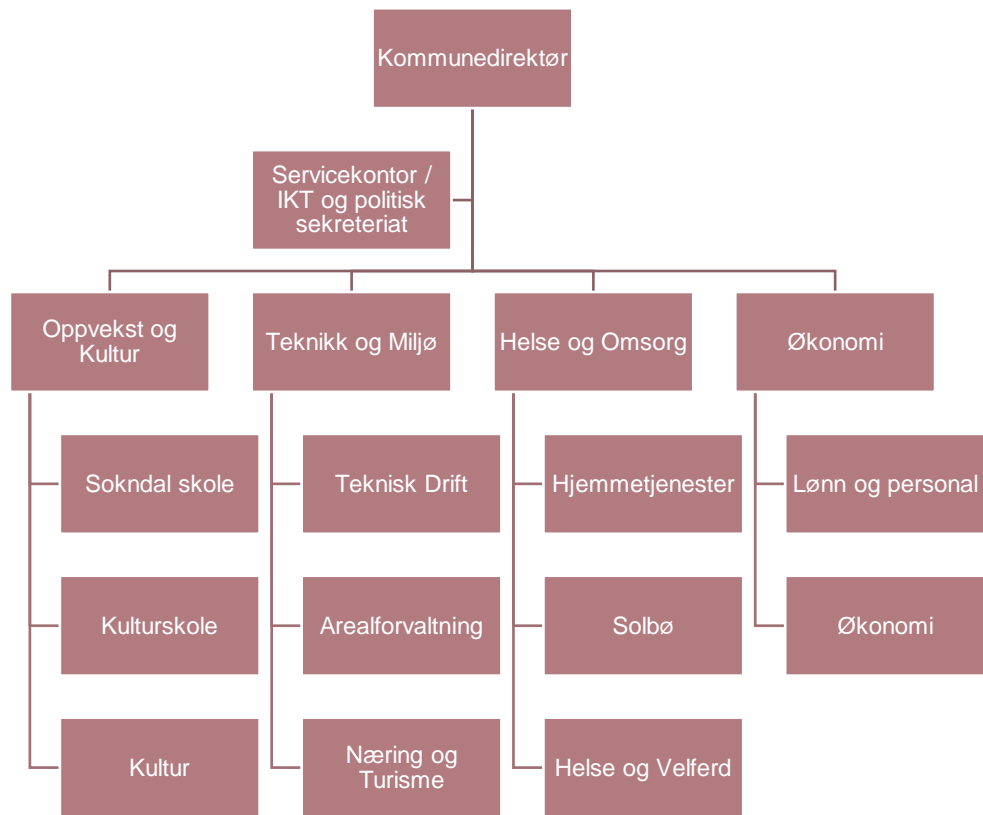 Kommunedirektør
Servicekontor /
IKT og politisk
sekreteriat
Oppvekst og
Kultur
Teknikk og Miljø
Helse og Omsorg
Økonomi
Sokndal skole
Teknisk Drift
Hjemmetjenester
Lønn og personal
Kulturskole
Arealforvaltning
Solbø
Økonomi
Kultur
Næring og
Turisme
Helse og Velferd